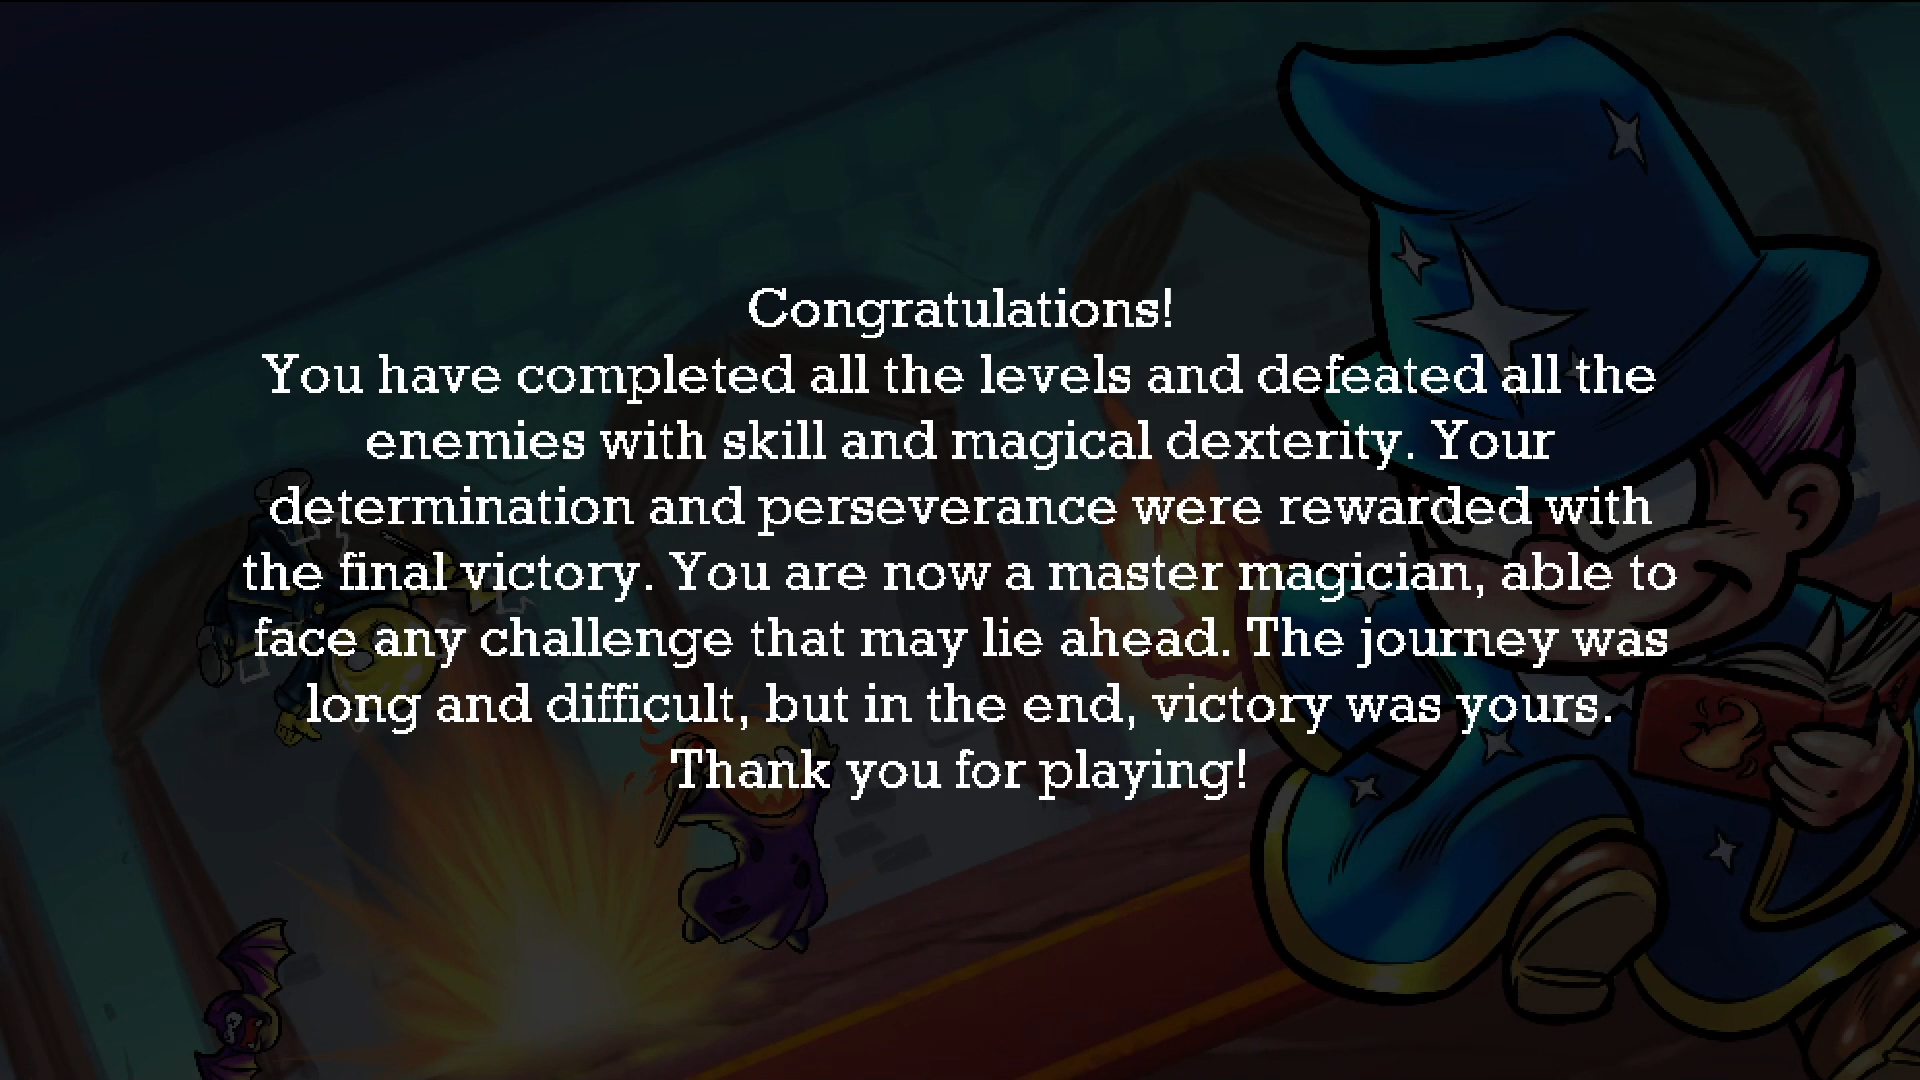 Congratulations!
You have completed all the levels and defeated all the
enemies with skill and magical dexterity. Your
determination and perseverance were rewarded with
the final victory. You are now a master magician, able to
face any challenge that may lie ahead. The journey was
long and difficult, but in the end, victory was yours.
Thank you for playing!